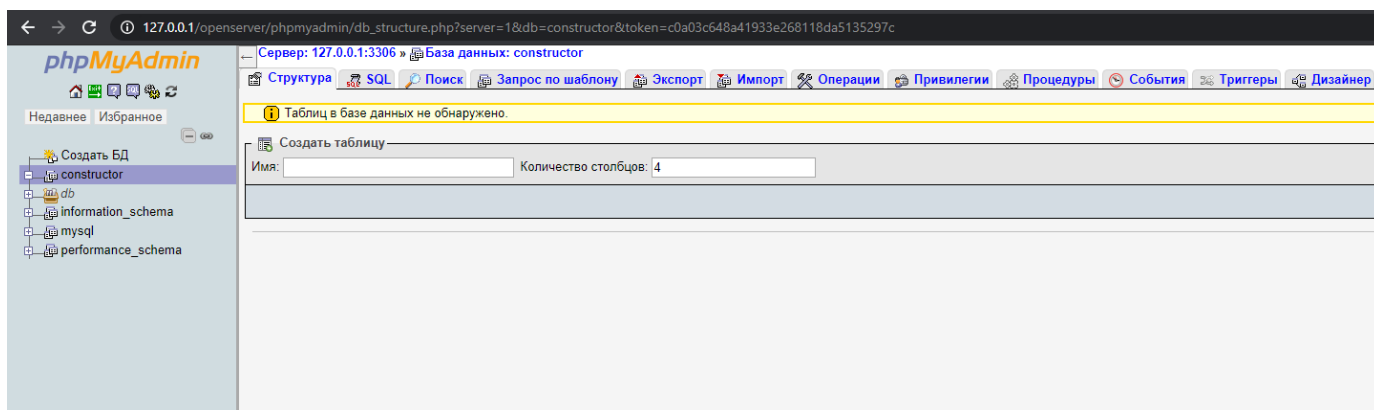 127.0.0.1/openserver/phpmyadmin/db_structure.php?server=1&db=constructor&token=c0a03c648a41933e268118da5135297c
phpMyAdmin
Недавнее Избранное
Создать БД
constructor
db
information_schema
mysql
performance_schema
Сервер: 127.0.0.1:3306 » База данных: constructor
Структура SQL Поиск Запрос по шаблону Экспорт Импорт Операции Привилегии Процедуры События Триггеры Дизайнер
Таблиц в базе данных не обнаружено.
Создать таблицу
Имя: Количество столбцов: 4